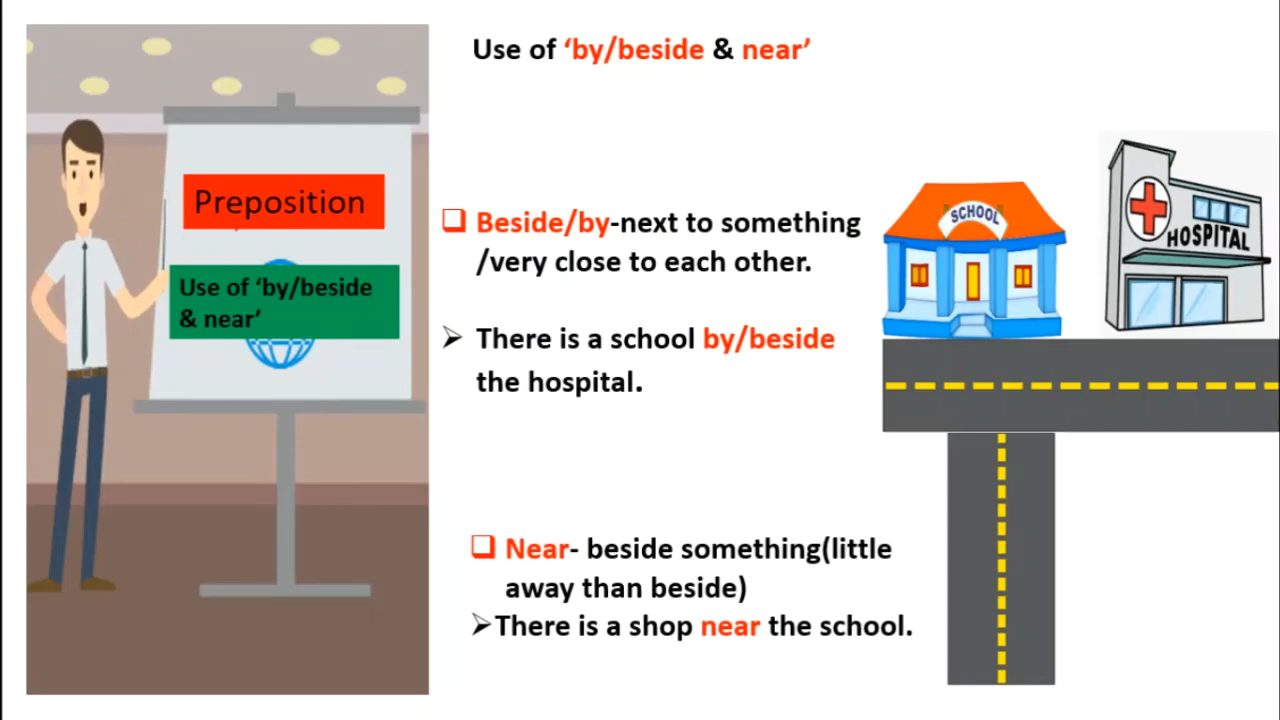 Use of ‘by/beside & near’
Preposition
Use of ‘by/beside
& near’
Beside/by-next to something
/very close to each other.
There is a school by/beside
the hospital.
Near- beside something(little
away than beside)
There is a shop near the school.
SCHOOL
HOSPITAL